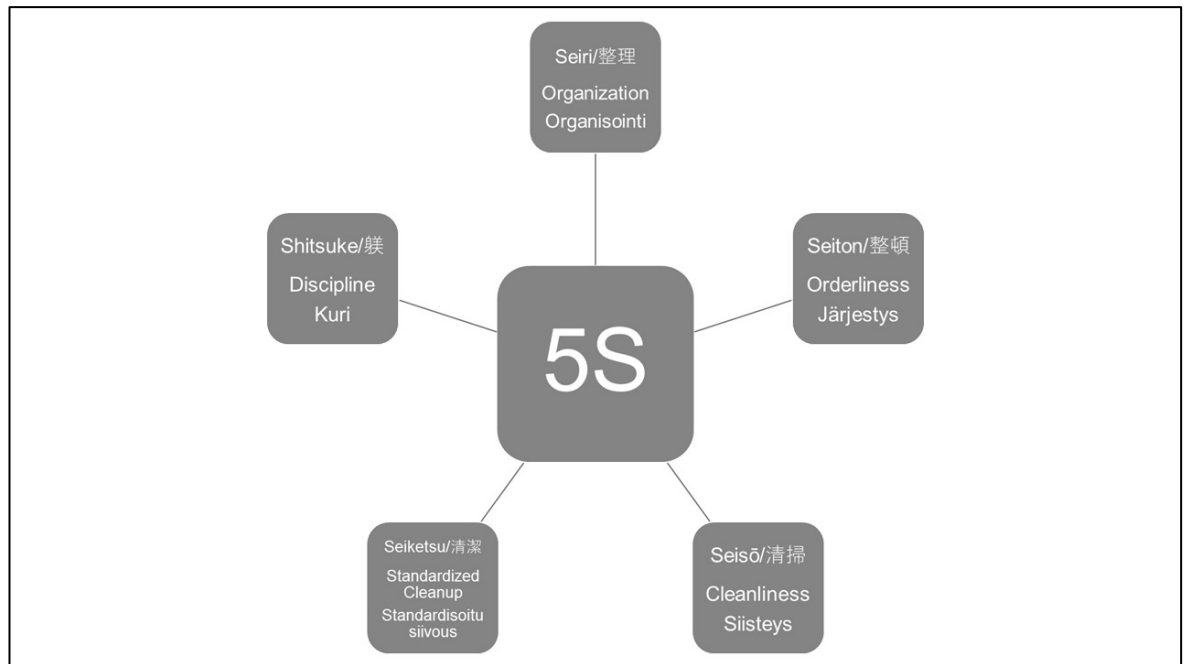 Seiri/整理
Organization
Organisointi
Shitsuke/躾
Discipline
Kuri
Seiton/整頓
Orderliness
Järjestys
5S
Seiketsu/清潔
Standardized
Cleanup
Standardisoitu
siivous
Seisō/清掃
Cleanliness
Siisteys